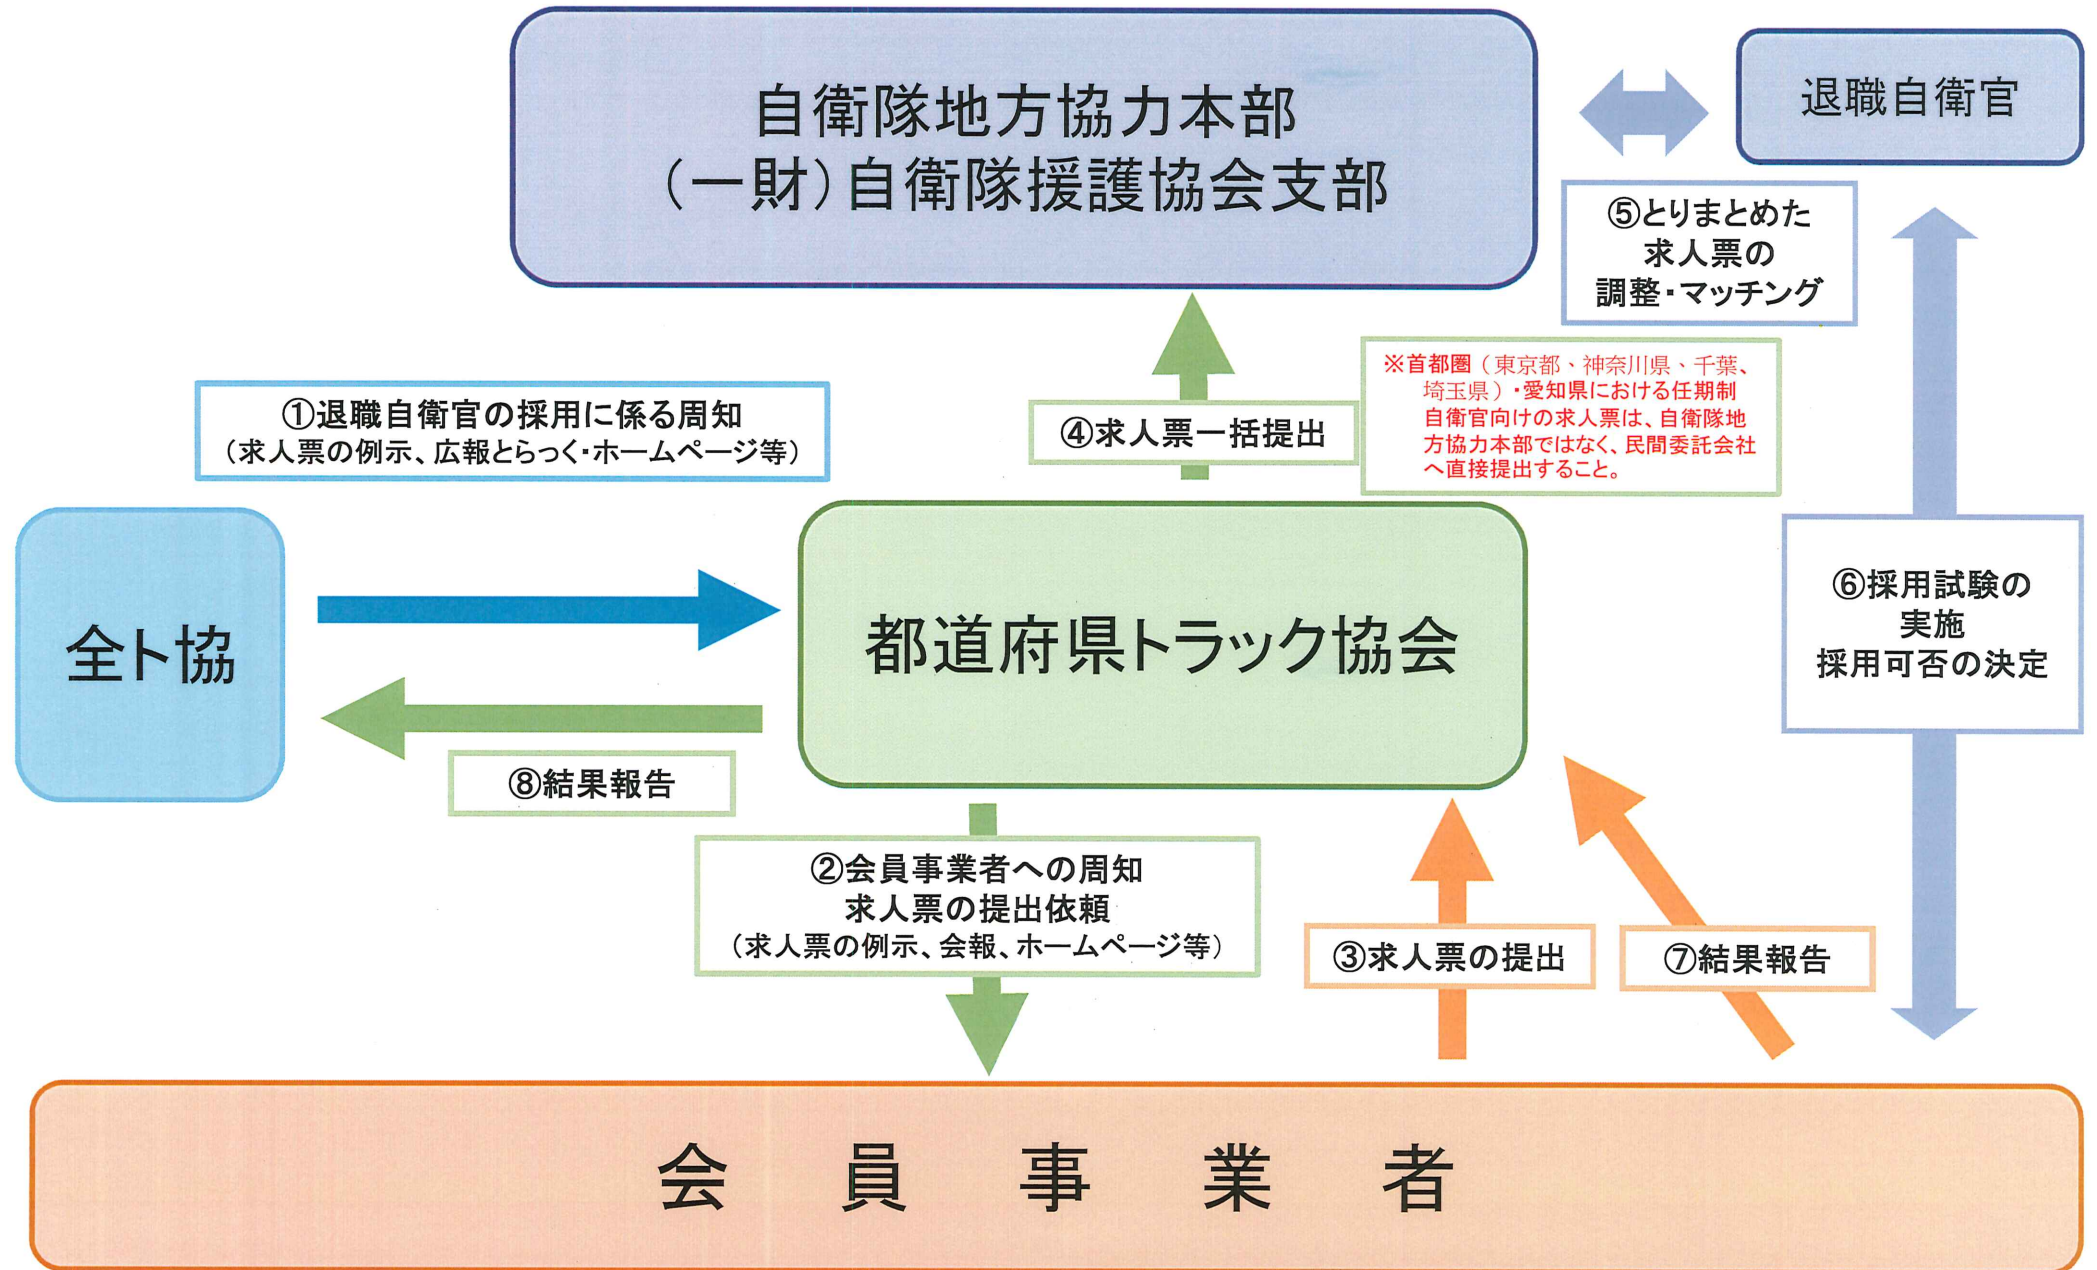 自衛隊地方協力本部
（一財）自衛隊援護協会支部
退職自衛官
⑤とりまとめた
求人票の
調整・マッチング
①退職自衛官の採用に係る周知
（求人票の例示、広報とらっく・ホームページ等）
④求人票一括提出
※首都圏（東京都、神奈川県、千葉、
埼玉県）・愛知県における任期制
自衛官向けの求人票は、自衛隊地
方協力本部ではなく、民間委託会社
へ直接提出すること。
全ト協
都道府県トラック協会
⑥採用試験の
実施
採用可否の決定
⑧結果報告
②会員事業者への周知
求人票の提出依頼
（求人票の例示、会報、ホームページ等）
③求人票の提出
⑦結果報告
会員事業者